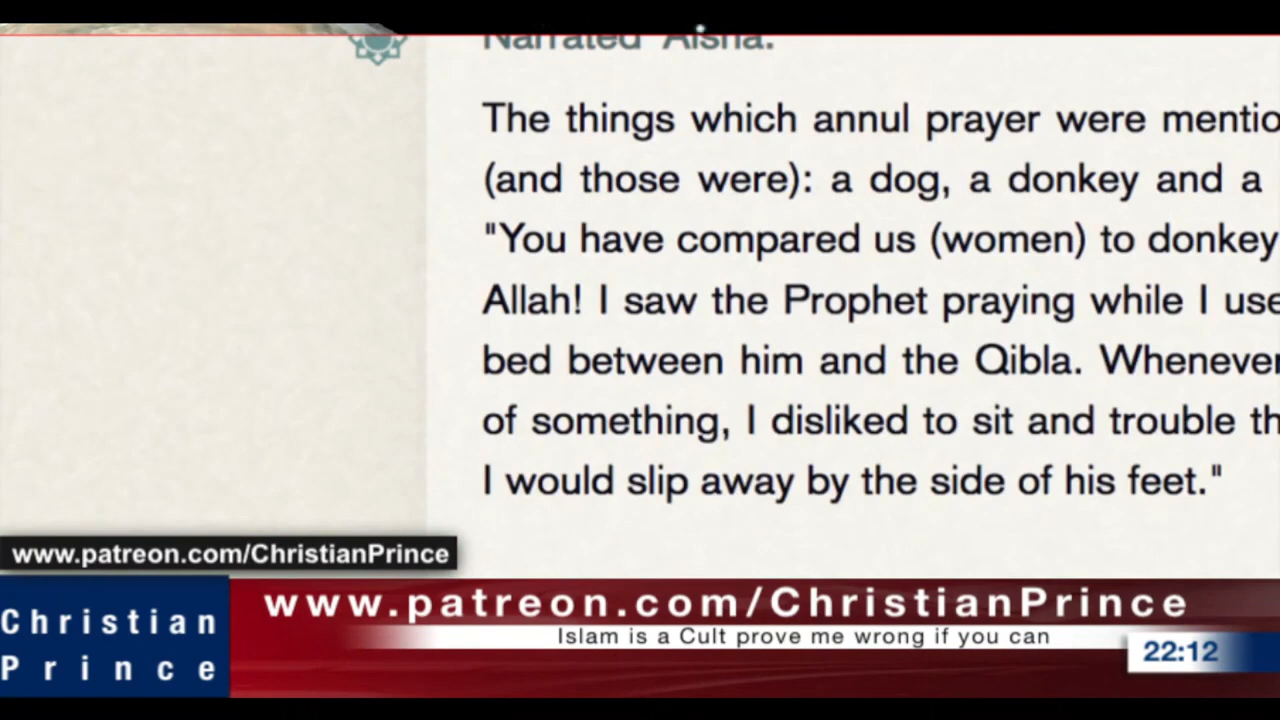 Narrated Aisha:
The things which annul prayer were mentio
(and those were): a dog, a donkey and a
"You have compared us (women) to donkey
Allah! I saw the Prophet praying while I use
bed between him and the Qibla. Whenever
of something, I disliked to sit and trouble th
I would slip away by the side of his feet."
www.patreon.com/ChristianPrince
www.patreon.com/ChristianPrince
Islam is a Cult prove me wrong if you can
Christian
Prince
22:12